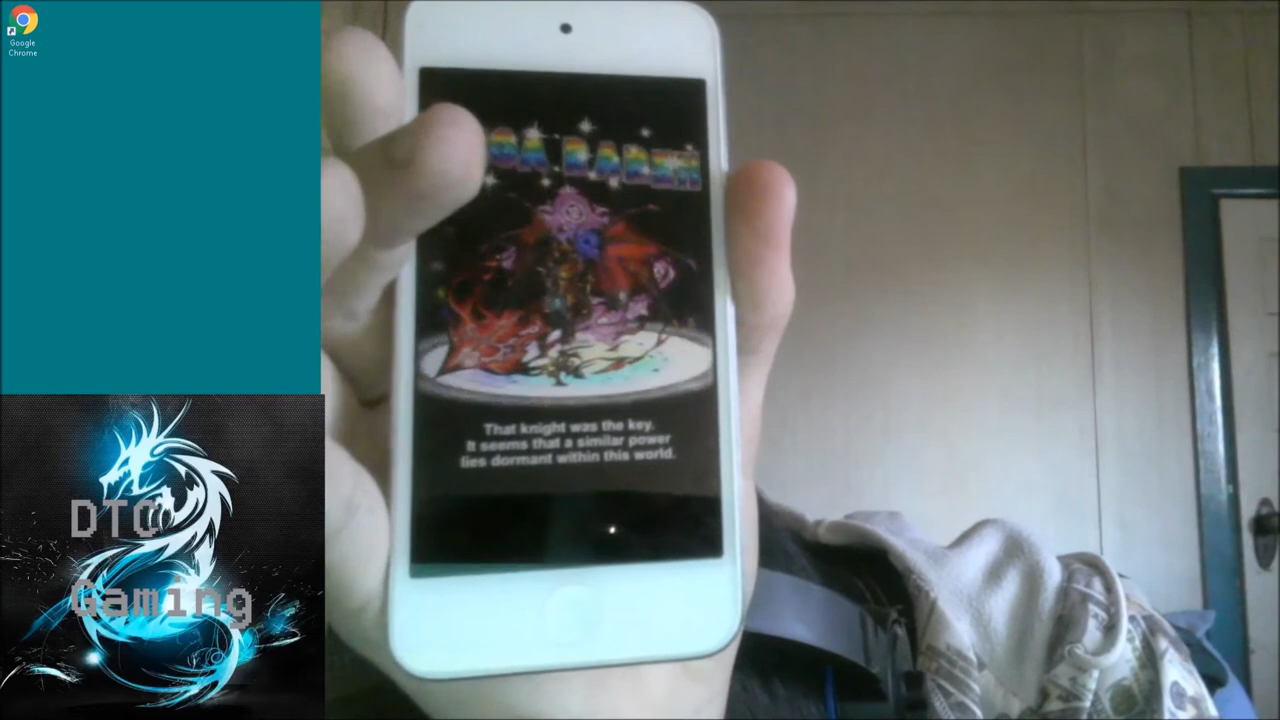 Google
Chrome
DTC
Gaming
That knight was the key.
It seems that a similar power
lies dormant within this world.